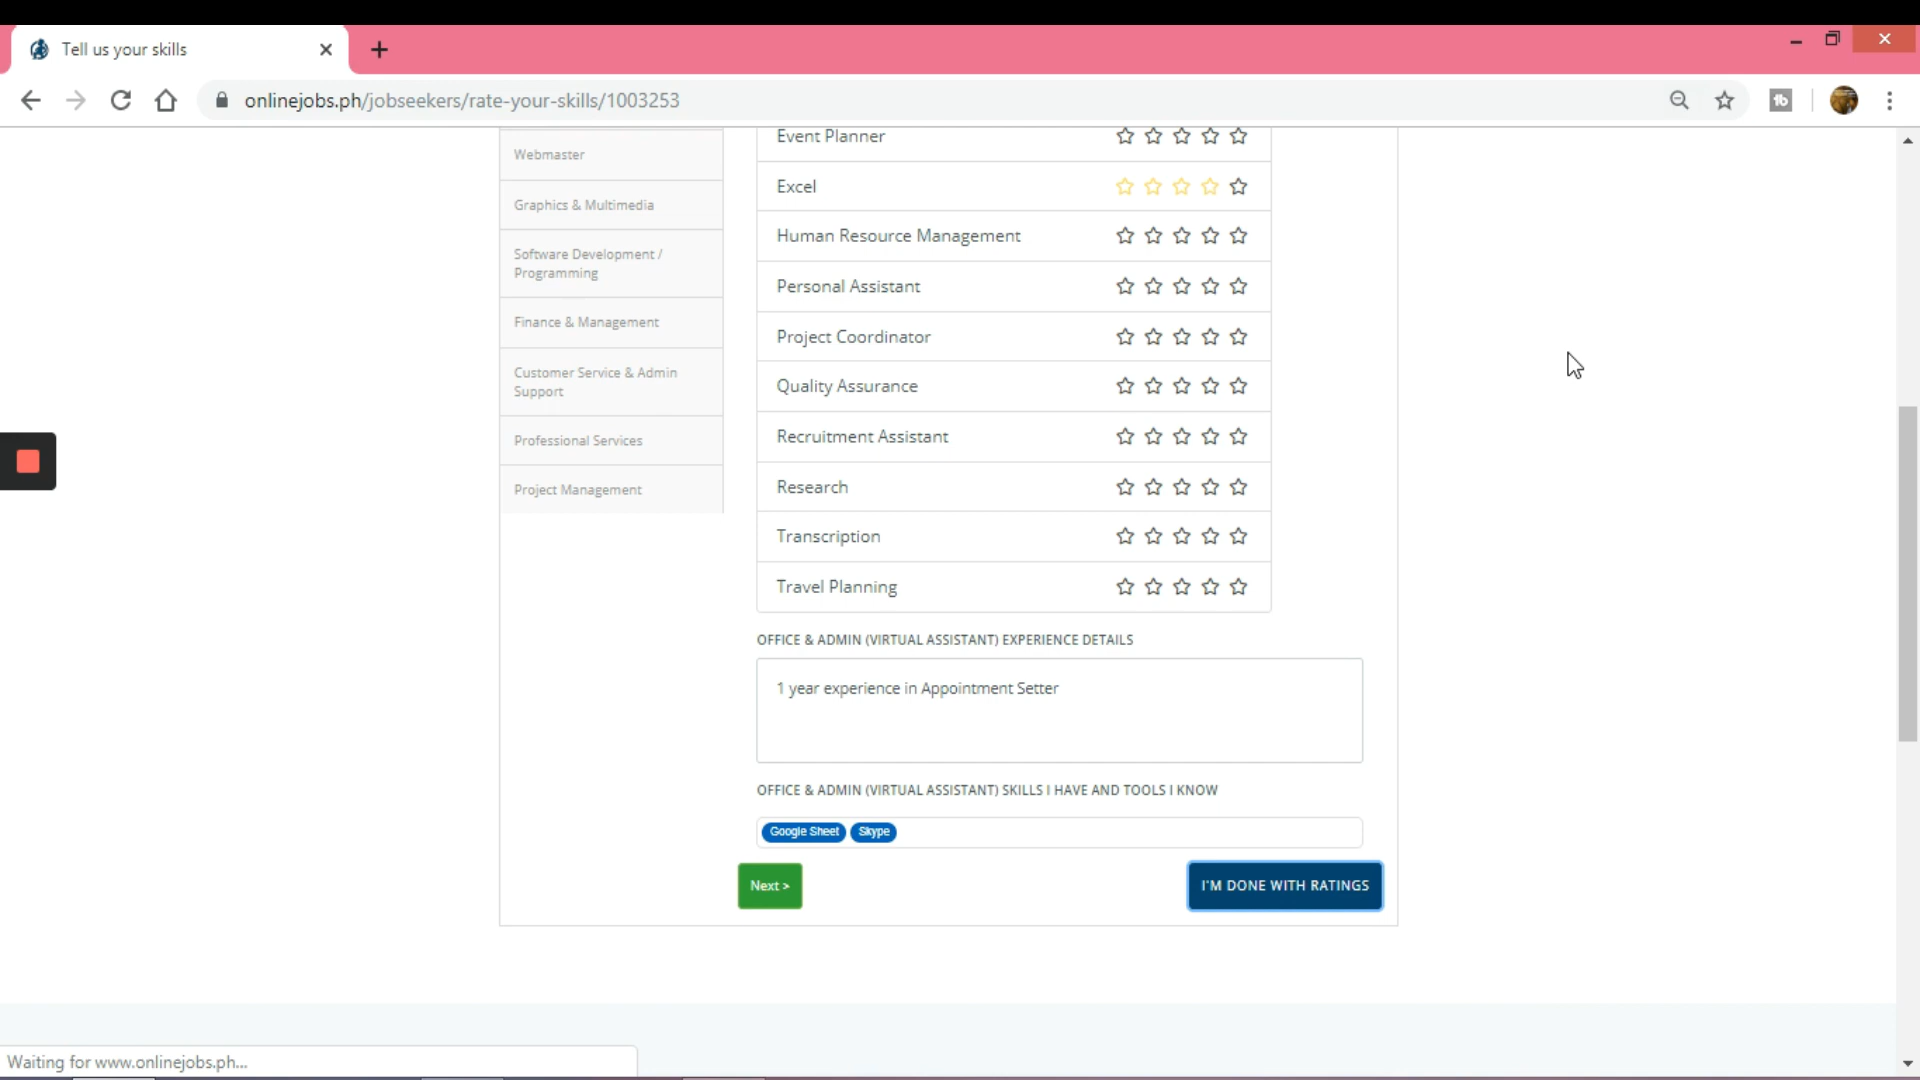 Tell us your skills
onlinejobs.ph/jobseekers/rate-your-skills/1003253
Webmaster
Graphics & Multimedia
Software Development /
Programming
Finance & Management
Customer Service & Admin
Support
Professional Services
Project Management
Event Planner
Excel
Human Resource Management
Personal Assistant
Project Coordinator
Quality Assurance
Recruitment Assistant
Research
Transcription
Travel Planning
OFFICE & ADMIN (VIRTUAL ASSISTANT) EXPERIENCE DETAILS
1 year experience in Appointment Setter
OFFICE & ADMIN (VIRTUAL ASSISTANT) SKILLS I HAVE AND TOOLS I KNOW
Google Sheet Skype
Next >
I'M DONE WITH RATINGS
Waiting for www.onlinejobs.ph...